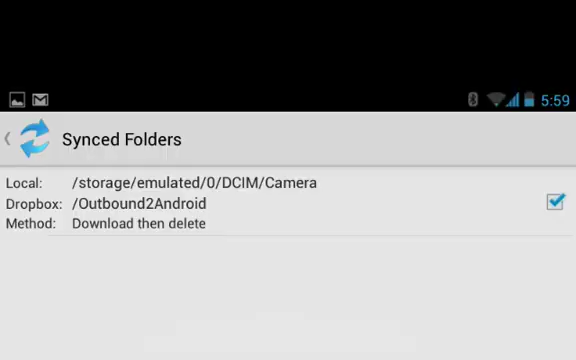 5:59
Synced Folders
Local: /storage/emulated/0/DCIM/Camera
Dropbox: /Outbound2Android
Method: Download then delete